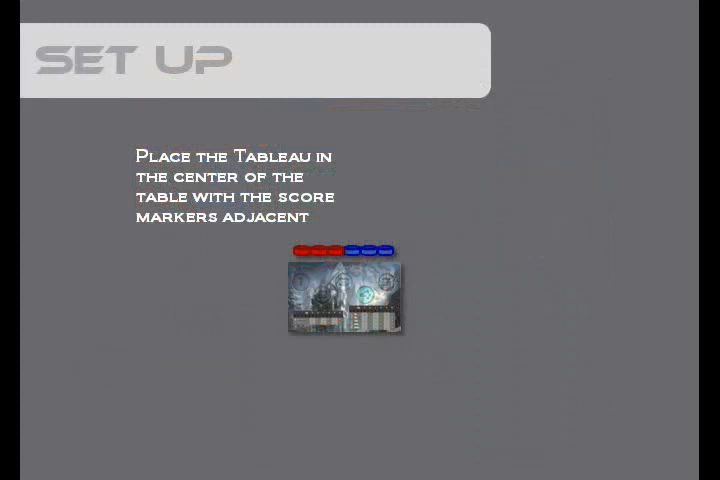 SET UP
PLACE THE TABLEAU IN
THE CENTER OF THE
TABLE WITH THE SCORE
MARKERS ADJACENT